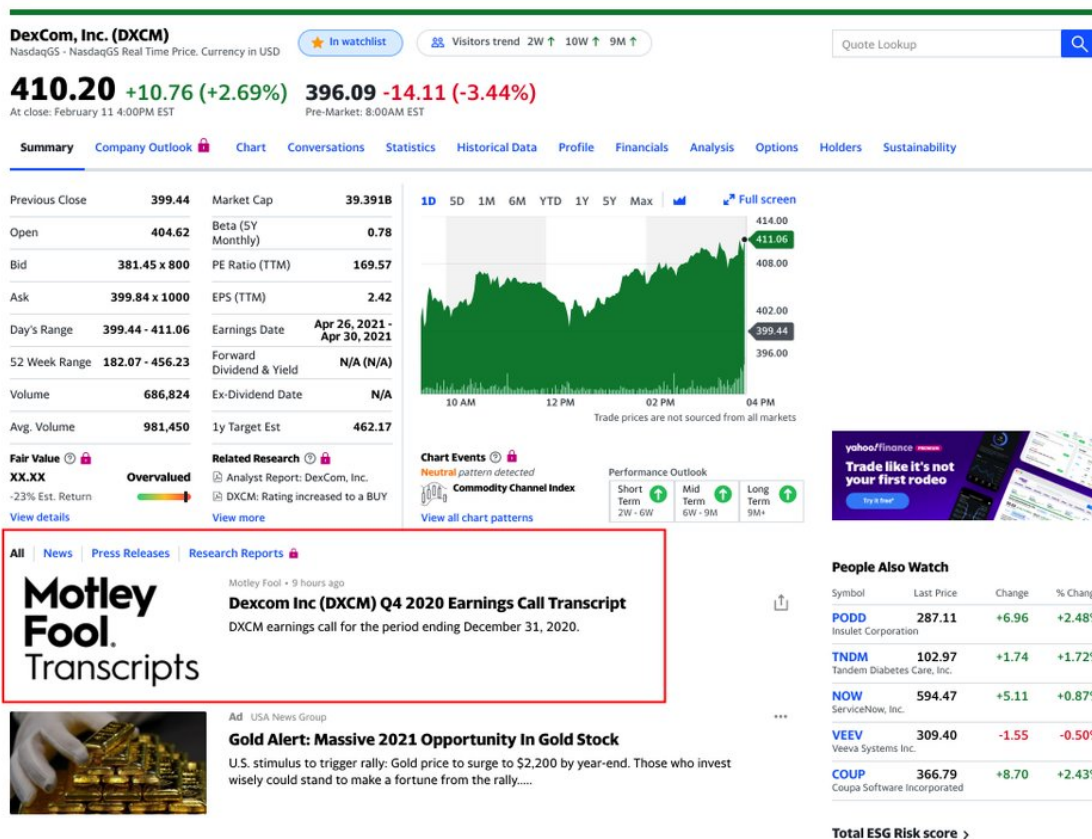 DexCom, Inc. (DXCM)
NasdaqGS - NasdaqGS Real Time Price. Currency in USD
In watchlist
Visitors trend 2W ↑ 10W ↑ 9M ↑
Quote Lookup
410.20 +10.76 (+2.69%) 396.09 -14.11 (-3.44%)
At close: February 11 4:00PM EST
Pre-Market: 8:00AM EST
Summary Company Outlook Chart Conversations Statistics Historical Data Profile Financials Analysis Options Holders Sustainability
Previous Close 399.44
Open 404.62
Bid 381.45 x 800
Ask 399.84 x 1000
Day's Range 399.44 - 411.06
52 Week Range 182.07 - 456.23
Volume 686,824
Avg. Volume 981,450
Market Cap 39.391B
Beta (5Y
Monthly) 0.78
PE Ratio (TTM) 169.57
EPS (TTM) 2.42
Earnings Date Apr 26, 2021 -
Apr 30, 2021
Forward
Dividend & Yield N/A (N/A)
Ex-Dividend Date N/A
1y Target Est 462.17
1D 5D 1M 6M YTD 1Y 5Y Max Full screen
414.00
411.06
408.00
402.00
399.44
396.00
10 AM 12 PM 02 PM 04 PM
Trade prices are not sourced from all markets
Fair Value
XX.XX Overvalued
-23% Est. Return
View details
Related Research
Analyst Report: DexCom, Inc.
DXCM: Rating increased to a BUY
View more
Chart Events
Neutral pattern detected
Commodity Channel Index
View all chart patterns
Performance Outlook
Short
Term
2W - 6W
Mid
Term
6W - 9M
Long
Term
9M+
yahoo!finance PREMIUM
Trade like it's not
your first rodeo
Try it free*
All News Press Releases Research Reports
Motley
Fool.
Transcripts
Motley Fool • 9 hours ago
Dexcom Inc (DXCM) Q4 2020 Earnings Call Transcript
DXCM earnings call for the period ending December 31, 2020.
Ad USA News Group
Gold Alert: Massive 2021 Opportunity In Gold Stock
U.S. stimulus to trigger rally: Gold price to surge to $2,200 by year-end. Those who invest
wisely could stand to make a fortune from the rally.....
People Also Watch
Symbol Last Price Change % Chang
PODD 287.11 +6.96 +2.48%
Insulet Corporation
TNDM 102.97 +1.74 +1.72%
Tandem Diabetes Care, Inc.
NOW 594.47 +5.11 +0.87%
ServiceNow, Inc.
VEEV 309.40 -1.55 -0.50%
Veeva Systems Inc.
COUP 366.79 +8.70 +2.43%
Coupa Software Incorporated
Total ESG Risk score >